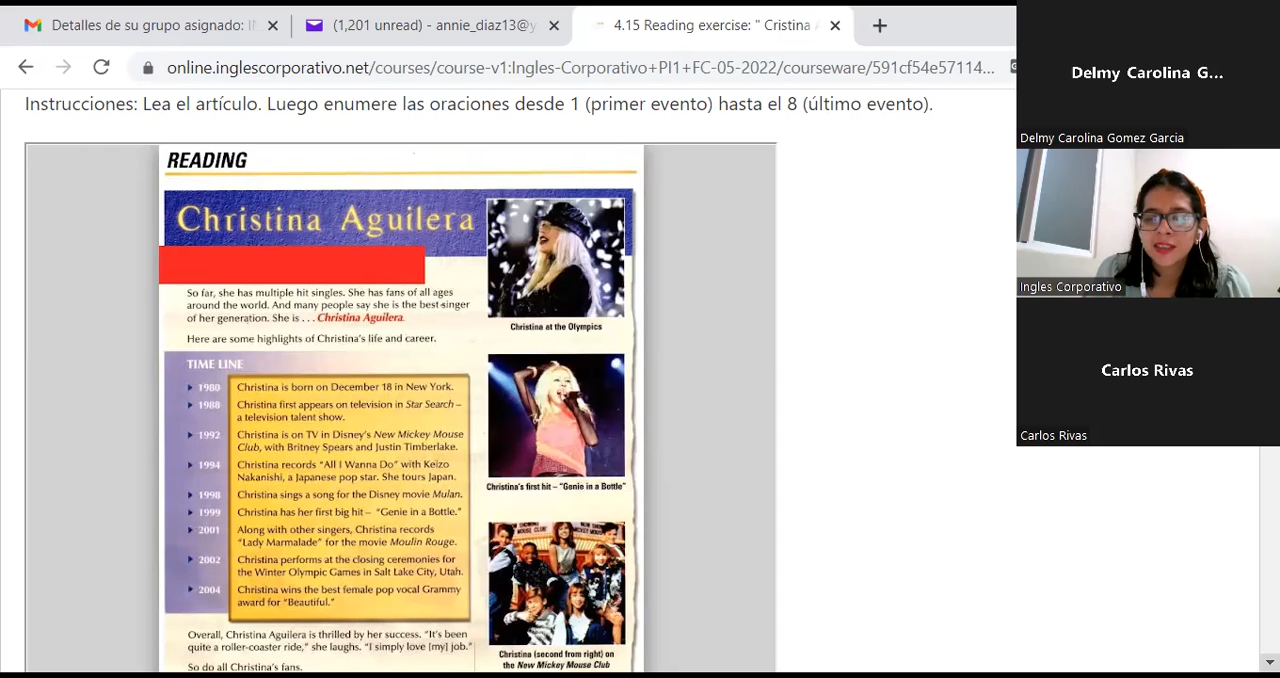 Detalles de su grupo asignado: I
(1,201 unread) - annie_diaz13@y
4.15 Reading exercise: " Cristina A
online.inglescorporativo.net/courses/course-v1:Ingles-Corporativo+PI1+FC-05-2022/courseware/591cf54e57114...
Instrucciones: Lea el artículo. Luego enumere las oraciones desde 1 (primer evento) hasta el 8 (último evento).
READING
Christina Aguilera
So far, she has multiple hit singles. She has fans of all ages
around the world. And many people say she is the best singer
of her generation. She is . . . Christina Aguilera.
Here are some highlights of Christina's life and career.
Christina at the Olympics
TIME LINE
1980 Christina is born on December 18 in New York.
1988 Christina first appears on television in Star Search –
a television talent show.
1992 Christina is on TV in Disney's New Mickey Mouse
Club, with Britney Spears and Justin Timberlake.
1994 Christina records "All I Wanna Do" with Keizo
Nakanishi, a Japanese pop star. She tours Japan.
1998 Christina sings a song for the Disney movie Mulan.
1999 Christina has her first big hit – "Genie in a Bottle."
2001 Along with other singers, Christina records
"Lady Marmalade" for the movie Moulin Rouge.
2002 Christina performs at the closing ceremonies for
the Winter Olympic Games in Salt Lake City, Utah.
2004 Christina wins the best female pop vocal Grammy
award for "Beautiful."
Christina's first hit – "Genie in a Bottle"
Overall, Christina Aguilera is thrilled by her success. "It's been
quite a roller-coaster ride," she laughs. "I simply love [my] job."
So do all Christina's fans.
Christina (second from right) on
the New Mickey Mouse Club
Delmy Carolina G...
Delmy Carolina Gomez Garcia
Ingles Corporativo
Carlos Rivas
Carlos Rivas